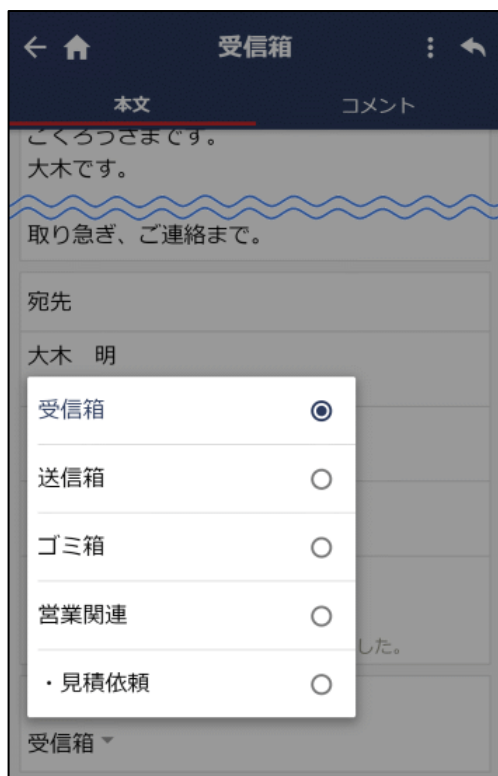 受信箱
本文 コメント
ごくろうさまです。
大木です。
取り急ぎ、ご連絡まで。
宛先
大木　明
受信箱
送信箱
ゴミ箱
営業関連
した。
・見積依頼
受信箱